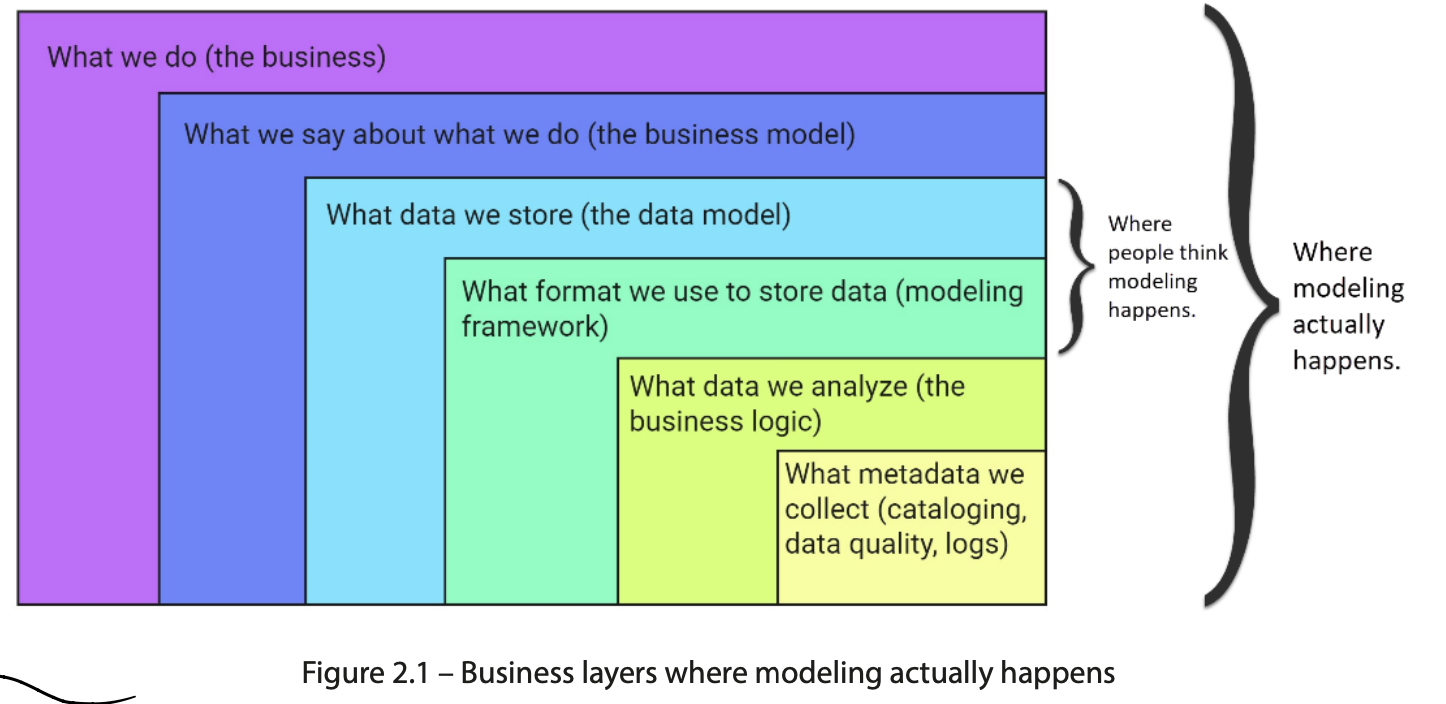 What we do (the business)
What we say about what we do (the business model)
What data we store (the data model)
What format we use to store data (modeling
framework)
What data we analyze (the
business logic)
What metadata we
collect (cataloging,
data quality, logs)
Where
people think
modeling
happens.
Where
modeling
actually
happens.
Figure 2.1 – Business layers where modeling actually happens